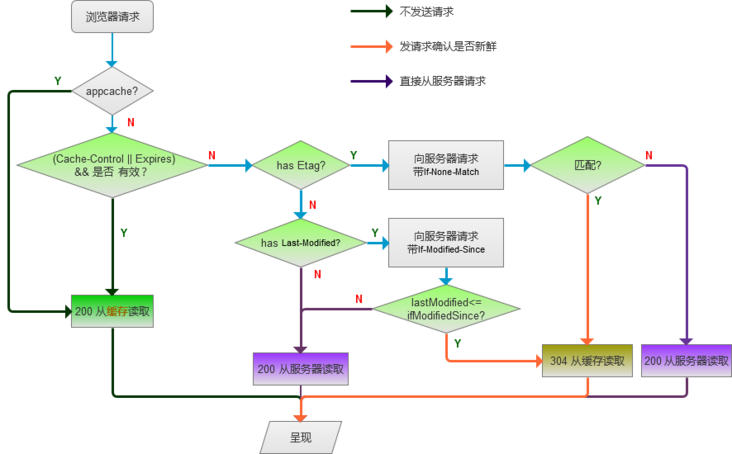 浏览器请求
不发送请求
发请求确认是否新鲜
直接从服务器请求
appcache?
Y
N
(Cache-Control || Expires)
&& 是否 有效 ?
N
Y
has Etag?
Y
N
向服务器请求
带If-None-Match
匹配?
N
Y
has Last-Modified?
Y
N
向服务器请求
带If-Modified-Since
lastModified<=
ifModifiedSince?
N
Y
200 从缓存读取
200 从服务器读取
304 从缓存读取
200 从服务器读取
呈现